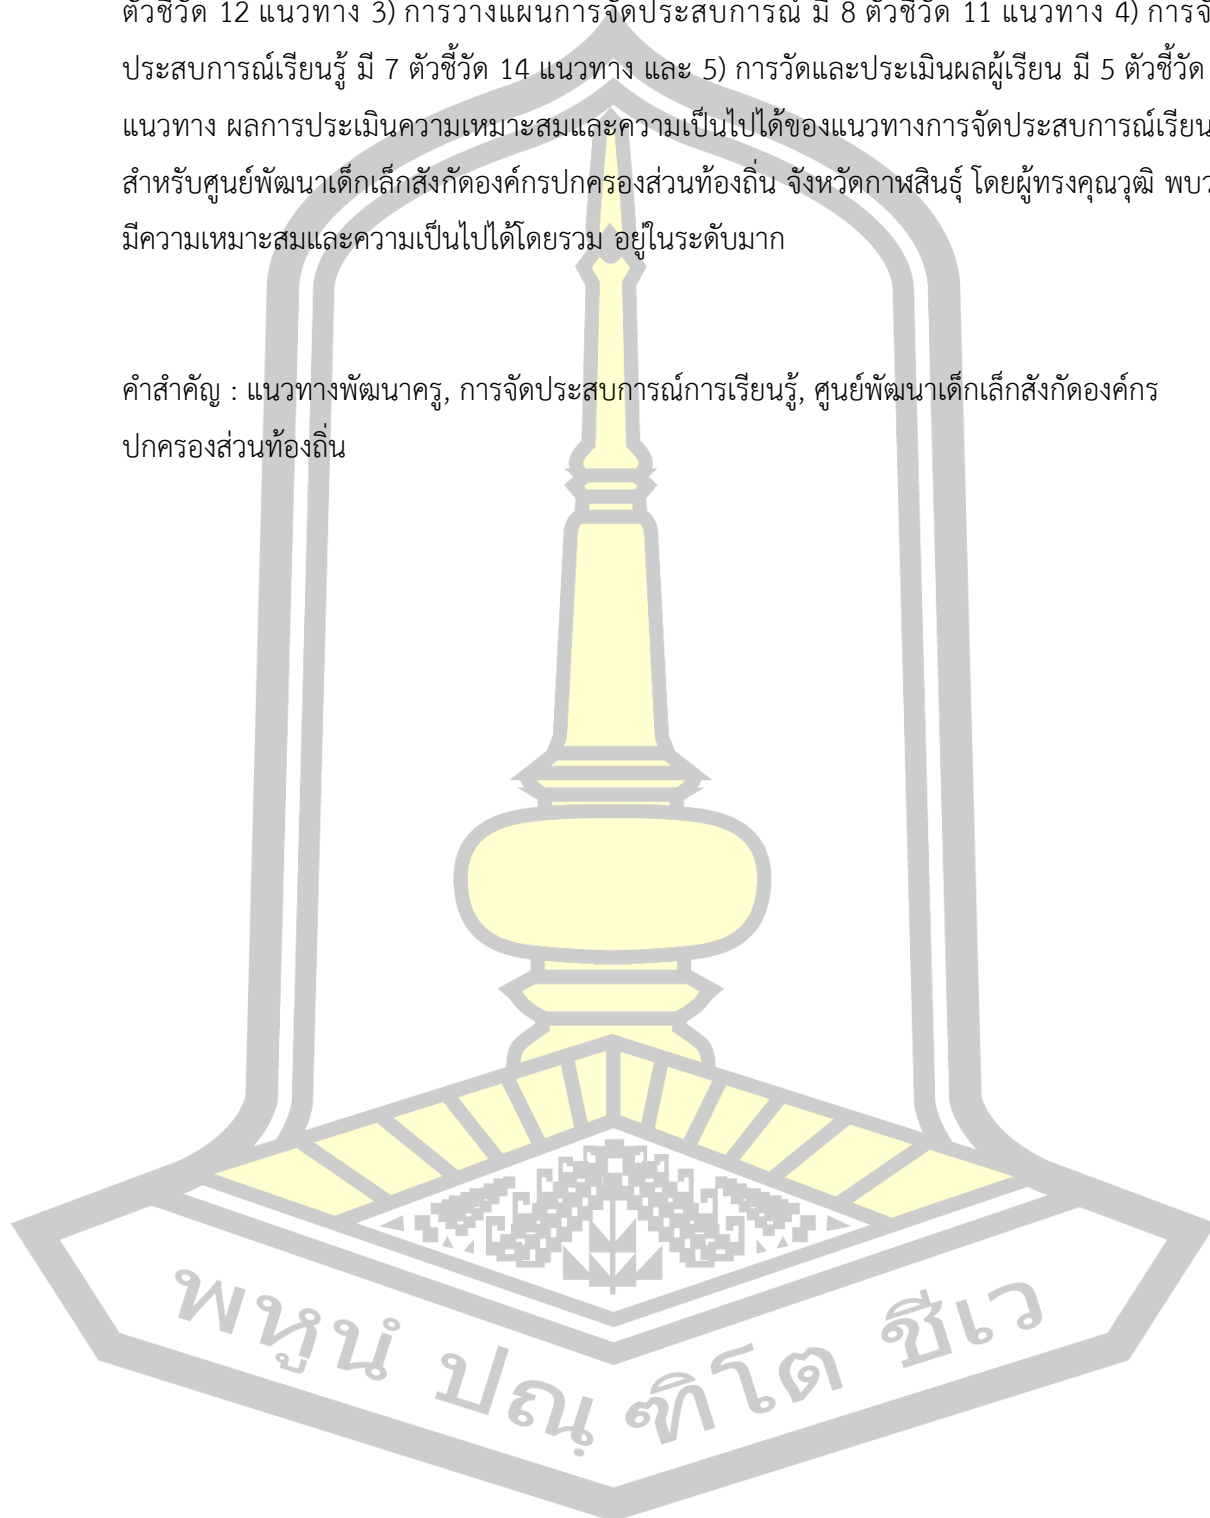 ตัวชี้วัด 12 แนวทาง 3) การวางแผนการจัดประสบการณ์ มี 8 ตัวชี้วัด 11 แนวทาง 4) การจั
ประสบการณ์เรียนรู้ มี 7 ตัวชี้วัด 14 แนวทาง และ 5) การวัดและประเมินผลผู้เรียน มี 5 ตัวชี้วัด
แนวทาง ผลการประเมินความเหมาะสมและความเป็นไปได้ของแนวทางการจัดประสบการณ์เรียน
สำหรับศูนย์พัฒนาเด็กเล็กสังกัดองค์กรปกครองส่วนท้องถิ่น จังหวัดกาฬสินธุ์ โดยผู้ทรงคุณวุฒิ พบว
มีความเหมาะสมและความเป็นไปได้โดยรวม อยู่ในระดับมาก
คำสำคัญ : แนวทางพัฒนาครู, การจัดประสบการณ์การเรียนรู้, ศูนย์พัฒนาเด็กเล็กสังกัดองค์กร
ปกครองส่วนท้องถิ่น
พหูนํ ปณฺฑิโต ชีเว